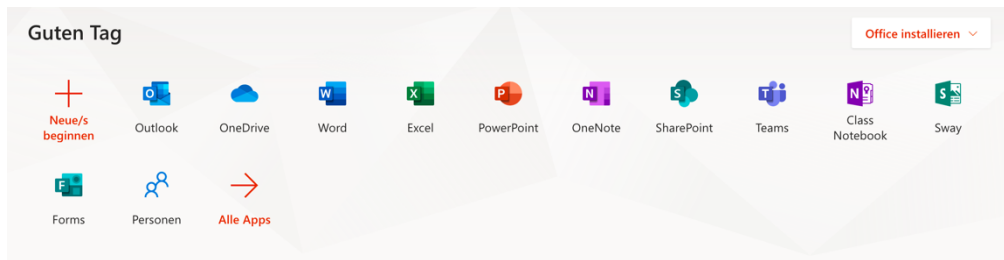 Guten Tag
Office installieren
Neue/s
beginnen
Outlook
OneDrive
Word
Excel
PowerPoint
OneNote
SharePoint
Teams
Class
Notebook
Sway
Forms
Personen
Alle Apps